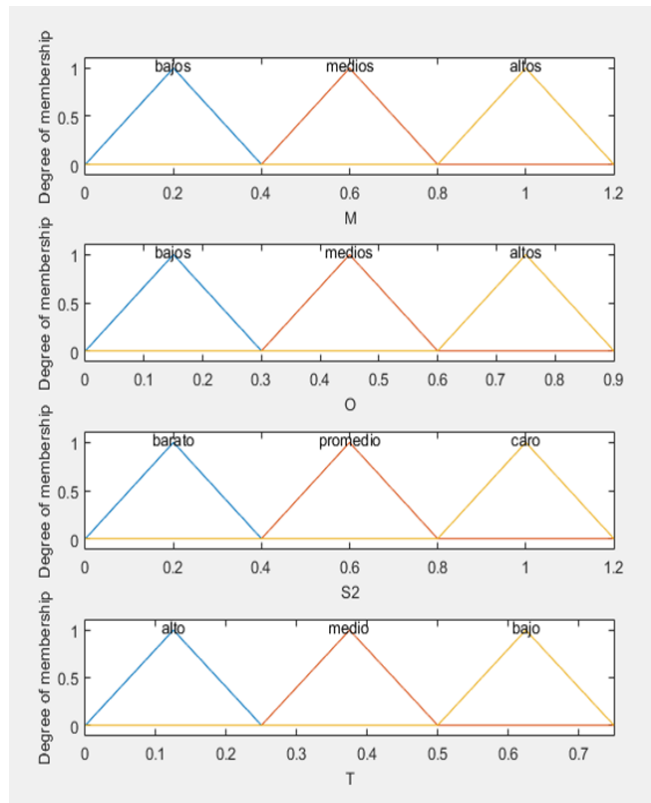 Degree of membership
bajos medios altos
1
0.5
0
0 0.2 0.4 0.6 0.8 1 1.2
M
Degree of membership
bajos medios altos
1
0.5
0
0 0.1 0.2 0.3 0.4 0.5 0.6 0.7 0.8 0.9
O
Degree of membership
barato promedio caro
1
0.5
0
0 0.2 0.4 0.6 0.8 1 1.2
S2
Degree of membership
alto medio bajo
1
0.5
0
0 0.1 0.2 0.3 0.4 0.5 0.6 0.7
T